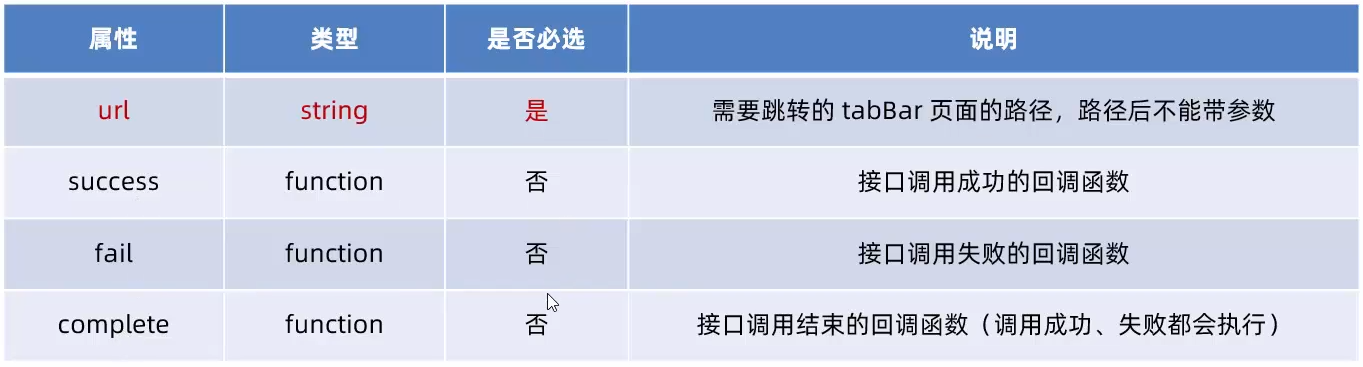 属性 类型 是否必选 说明
url string 是 需要跳转的 tabBar 页面的路径，路径后不能带参数
success function 否 接口调用成功的回调函数
fail function 否 接口调用失败的回调函数
complete function 否 接口调用结束的回调函数（调用成功、失败都会执行）